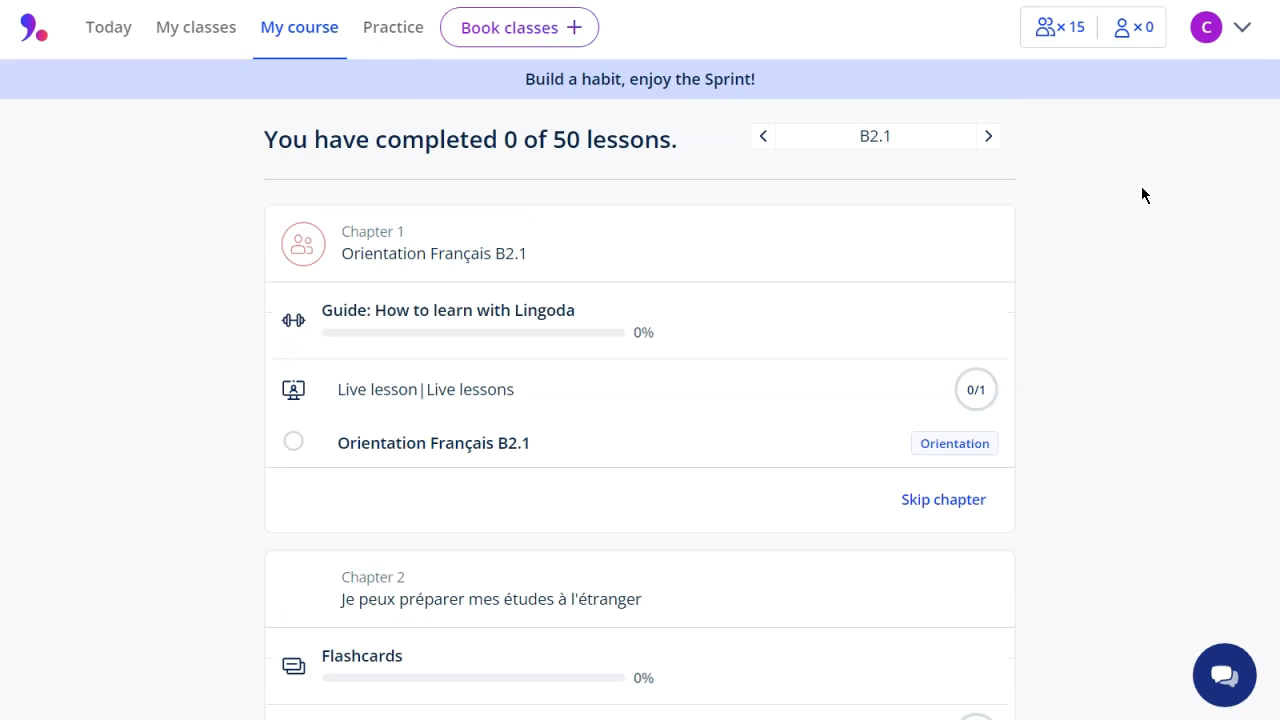 Today My classes My course Practice Book classes + × 15 × 0 C
Build a habit, enjoy the Sprint!
You have completed 0 of 50 lessons. B2.1
Chapter 1
Orientation Français B2.1
Guide: How to learn with Lingoda
0%
Live lesson|Live lessons 0/1
Orientation Français B2.1 Orientation
Skip chapter
Chapter 2
Je peux préparer mes études à l'étranger
Flashcards
0%